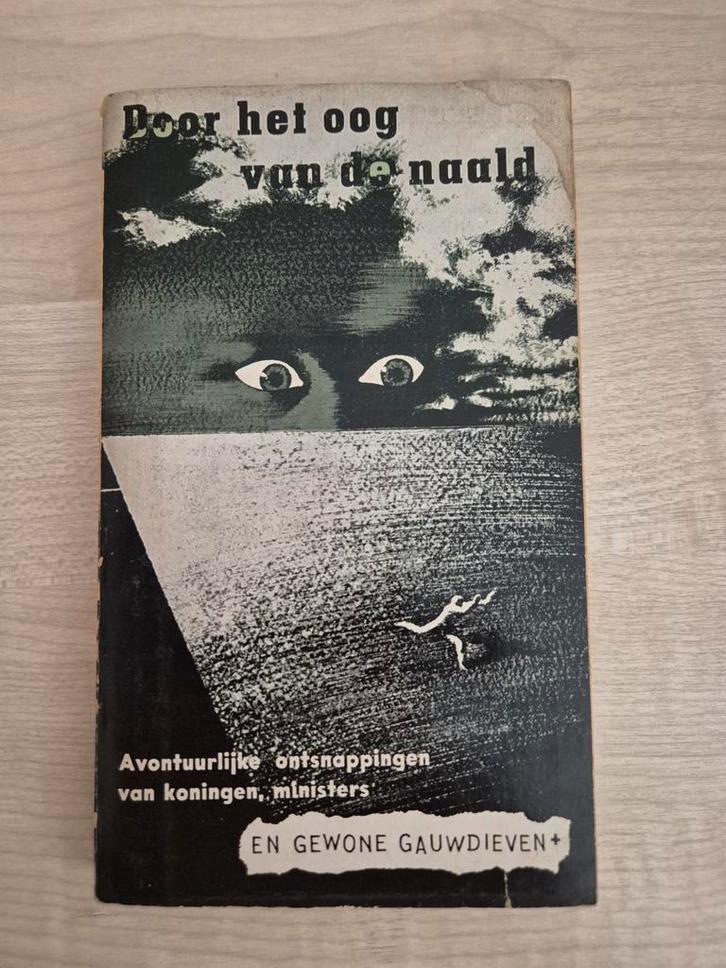 Door het oog
van de naald
Avontuurlijke ontsnappingen
van koningen, ministers
EN GEWONE GAUWDIEVEN+